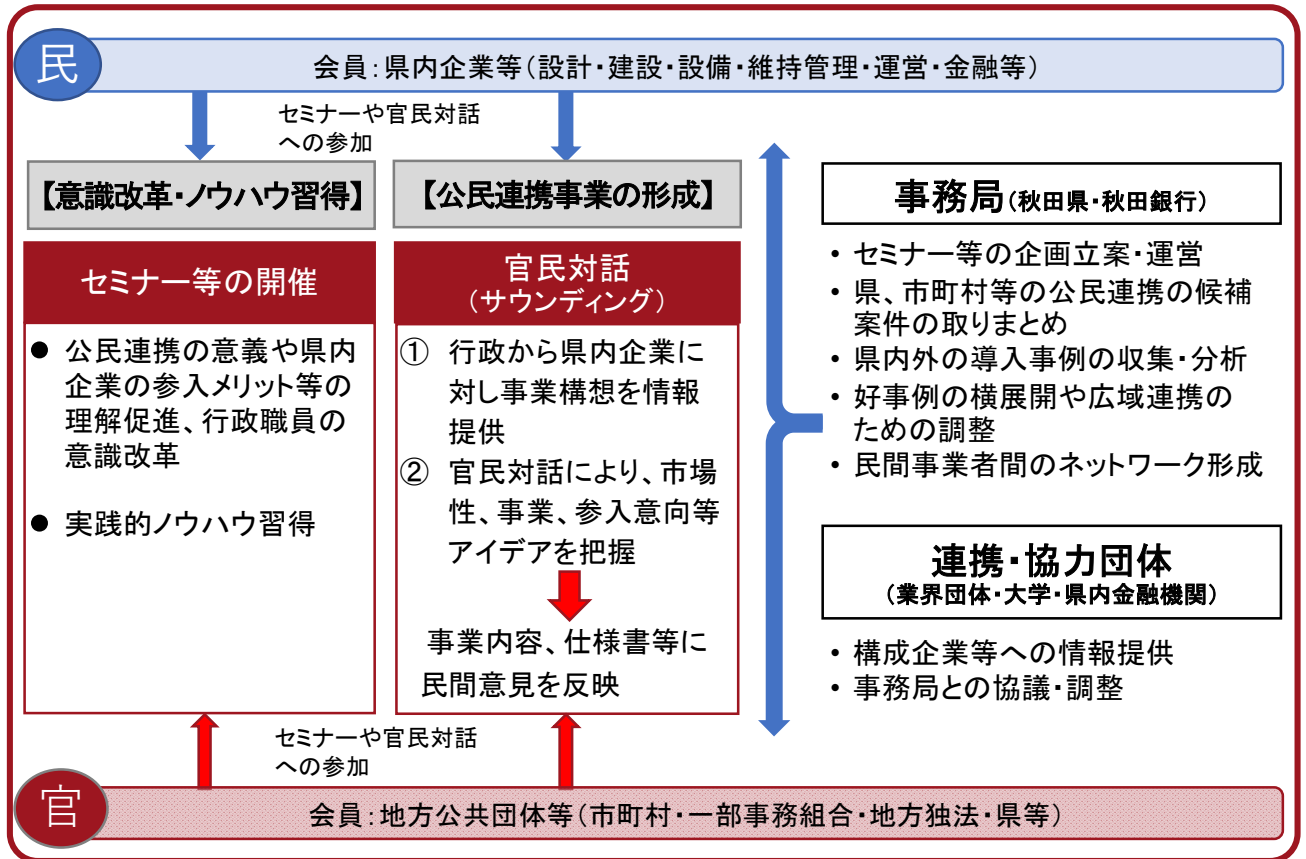 民
会員：県内企業等（設計・建設・設備・維持管理・運営・金融等）
セミナーや官民対話
への参加
【意識改革・ノウハウ習得】
セミナー等の開催
● 公民連携の意義や県内
企業の参入メリット等の
理解促進、行政職員の
意識改革
● 実践的ノウハウ習得
【公民連携事業の形成】
官民対話
（サウンディング）
① 行政から県内企業に
対し事業構想を情報
提供
② 官民対話により、市場
性、事業、参入意向等
アイデアを把握
事業内容、仕様書等に
民間意見を反映
事務局（秋田県・秋田銀行）
・セミナー等の企画立案・運営
・県、市町村等の公民連携の候補
案件の取りまとめ
・県内外の導入事例の収集・分析
・好事例の横展開や広域連携の
ための調整
・民間事業者間のネットワーク形成
連携・協力団体
（業界団体・大学・県内金融機関）
・構成企業等への情報提供
・事務局との協議・調整
セミナーや官民対話
への参加
官
会員：地方公共団体等（市町村・一部事務組合・地方独法・県等）